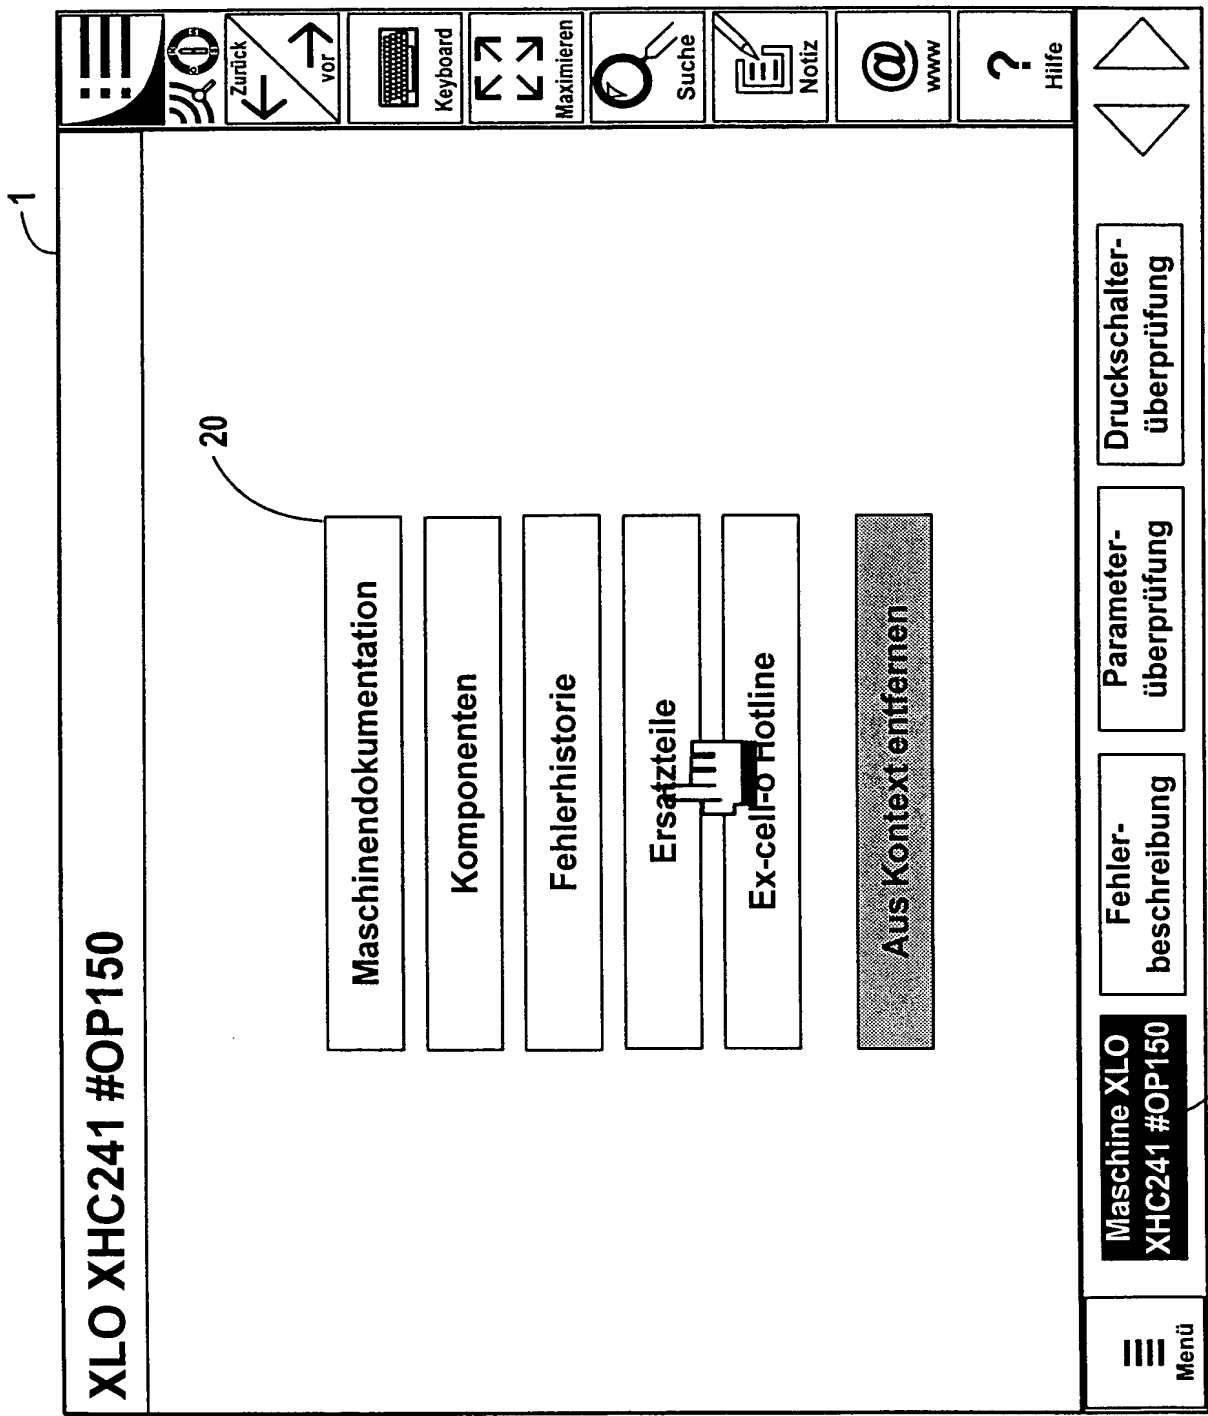 1
XLO XHC241 #OP150
20
Maschinendokumentation
Komponenten
Fehlerhistorie
Ersatzteile
Ex-cell-o Hotline
Aus Kontext entfernen
Zurück
vor
Keyboard
Maximieren
Suche
Notiz
@
www
?
Hilfe
Menü
Maschine XLO
XHC241 #OP150
Fehler-
beschreibung
Parameter-
überprüfung
Druckschalter-
überprüfung